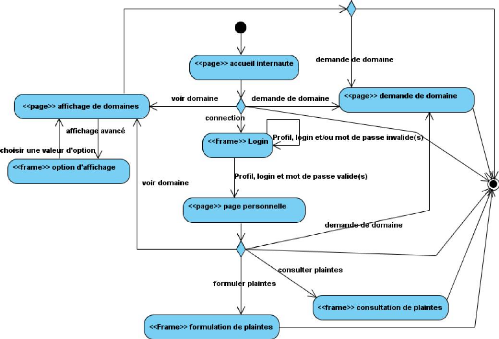 demande de domaine
<<page>> accueil internaute
<<page>> affichage de domaines
voir domaine
demande de domaine
<<page>> demande de domaine
connection
affichage avancé
<<frame>> Login
Profil, login et/ou mot de passe invalide(s)
choisir une valeur d'option
<<frame>> option d'affichage
voir domaine
Profil, login et mot de passe valide(s)
<<page>> page personnelle
demande de domaine
consulter plaintes
formuler plaintes
<<frame>> consultation de plaintes
<<Frame>> formulation de plaintes